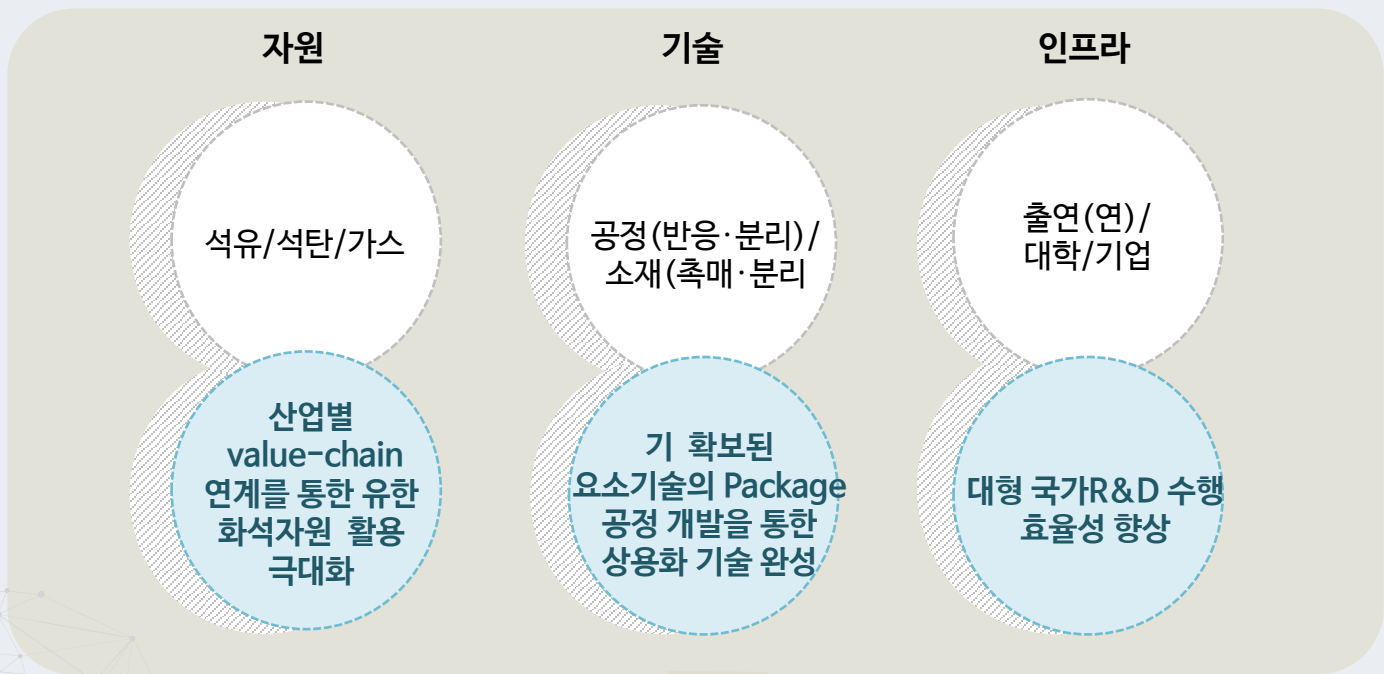 자원
석유/석탄/가스
산업별
value-chain
연계를 통한 유한
화석자원 활용
극대화
기술
공정(반응·분리)/
소재(촉매·분리
기 확보된
요소기술의 Package
공정 개발을 통한
상용화 기술 완성
인프라
출연(연)/
대학/기업
대형 국가R&D 수행
효율성 향상